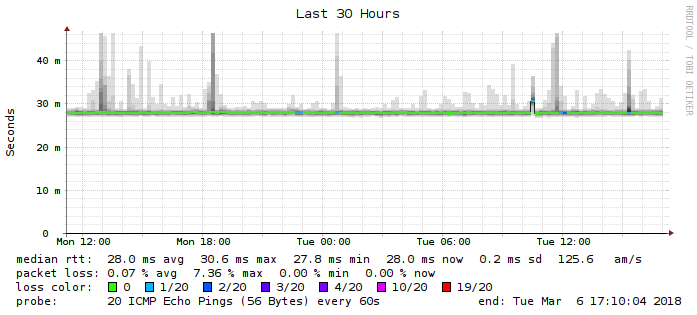 Last 30 Hours
RRDTOOL / TOBI OETIKER
Seconds
40 m
30 m
20 m
10 m
0
Mon 12:00 Mon 18:00 Tue 00:00 Tue 06:00 Tue 12:00
median rtt: 28.0 ms avg 30.6 ms max 27.8 ms min 28.0 ms now 0.2 ms sd 125.6 am/s
packet loss: 0.07 % avg 7.36 % max 0.00 % min 0.00 % now
loss color: 0 1/20 2/20 3/20 4/20 10/20 19/20
probe: 20 ICMP Echo Pings (56 Bytes) every 60s end: Tue Mar 6 17:10:04 2018